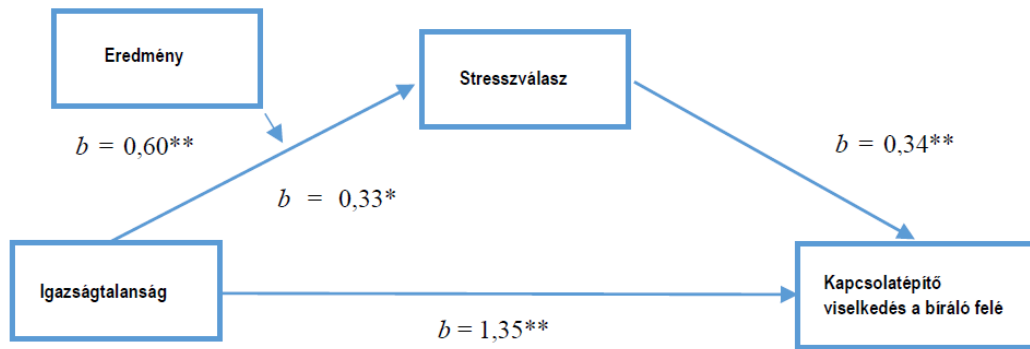 Eredmény
Stresszválasz
b = 0,60**
b = 0,34**
b = 0,33*
Igazságtalanság
Kapcsolatépítő
viselkedés a bíráló felé
b = 1,35**